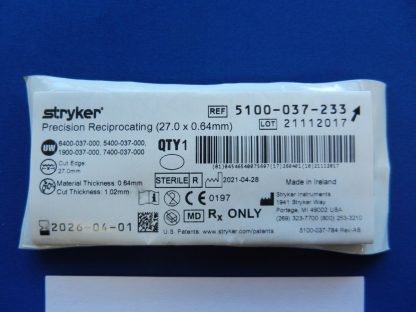 stryker®
REF 5100-037-233
Precision Reciprocating (27.0 x 0.64mm)
LOT 21112017
UW 6400-037-000, 5400-037-000,
1900-037-000, 7400-037-000
QTY 1
Cut Edge:
27.0mm
Material Thickness: 0.64mm
Cut Thickness: 1.02mm
STERILE R
2021-04-28
CE 0197
MD Rx ONLY
2026-04-01
U.S. Patents: www.stryker.com/patents
Made in Ireland
Stryker Instruments
1941 Stryker Way
Portage, MI 49002 USA
(269) 323-7700 (800) 253-3210
5100-037-784 Rev-AB